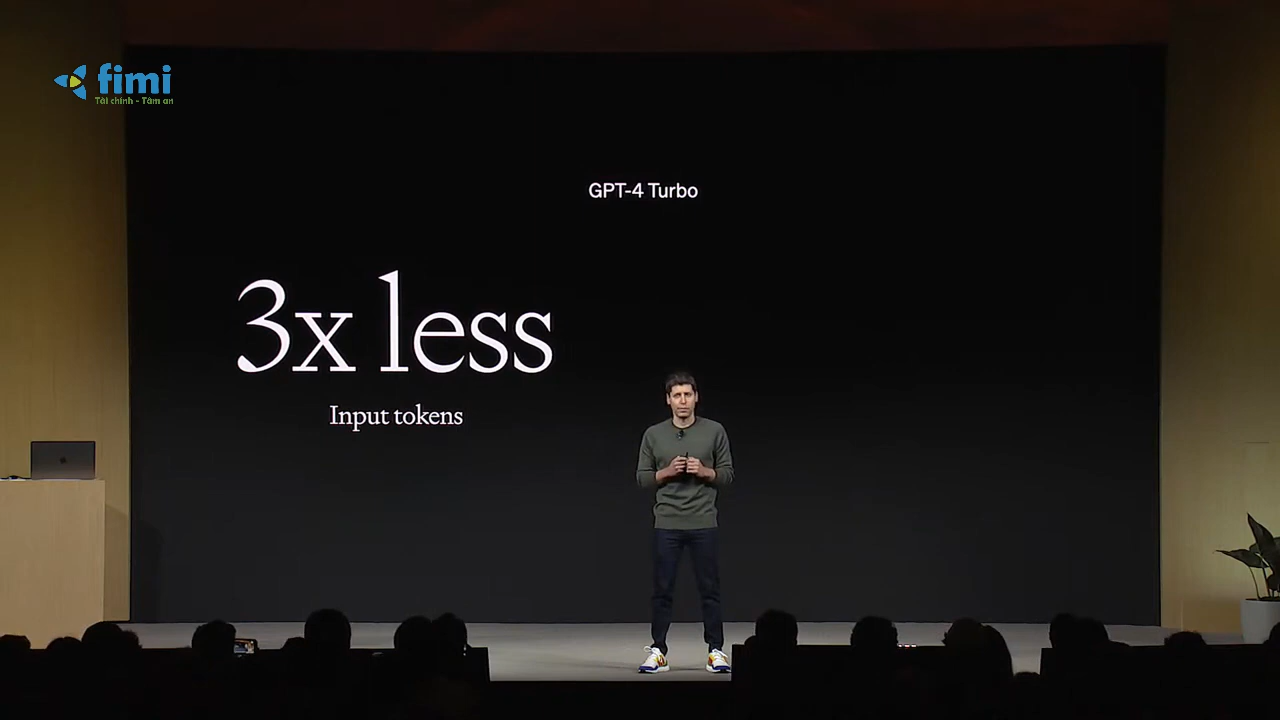 fimi
Tài chính - Tâm an
GPT-4 Turbo
3x less
Input tokens